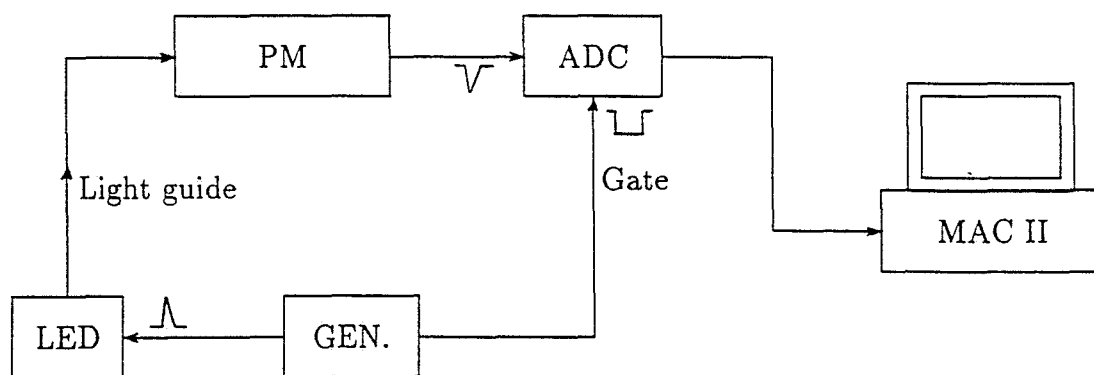 PM
ADC
Light guide
Gate
MAC II
LED
GEN.